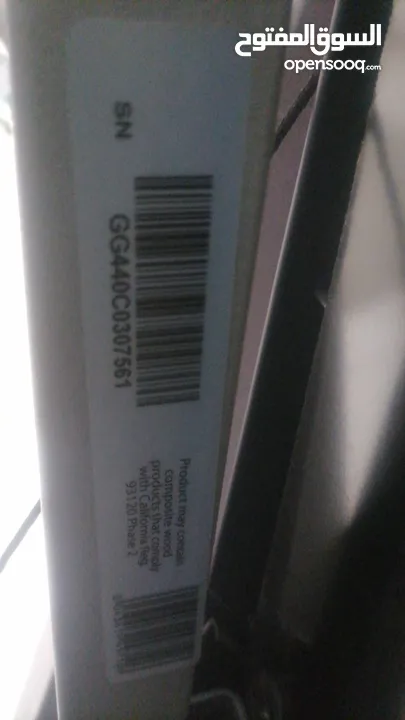 السوق المفتوح
opensooq.com
SN
GG440C0307561
Product may contain
composite wood
products that comply
with California Reg.
93120 Phase 2